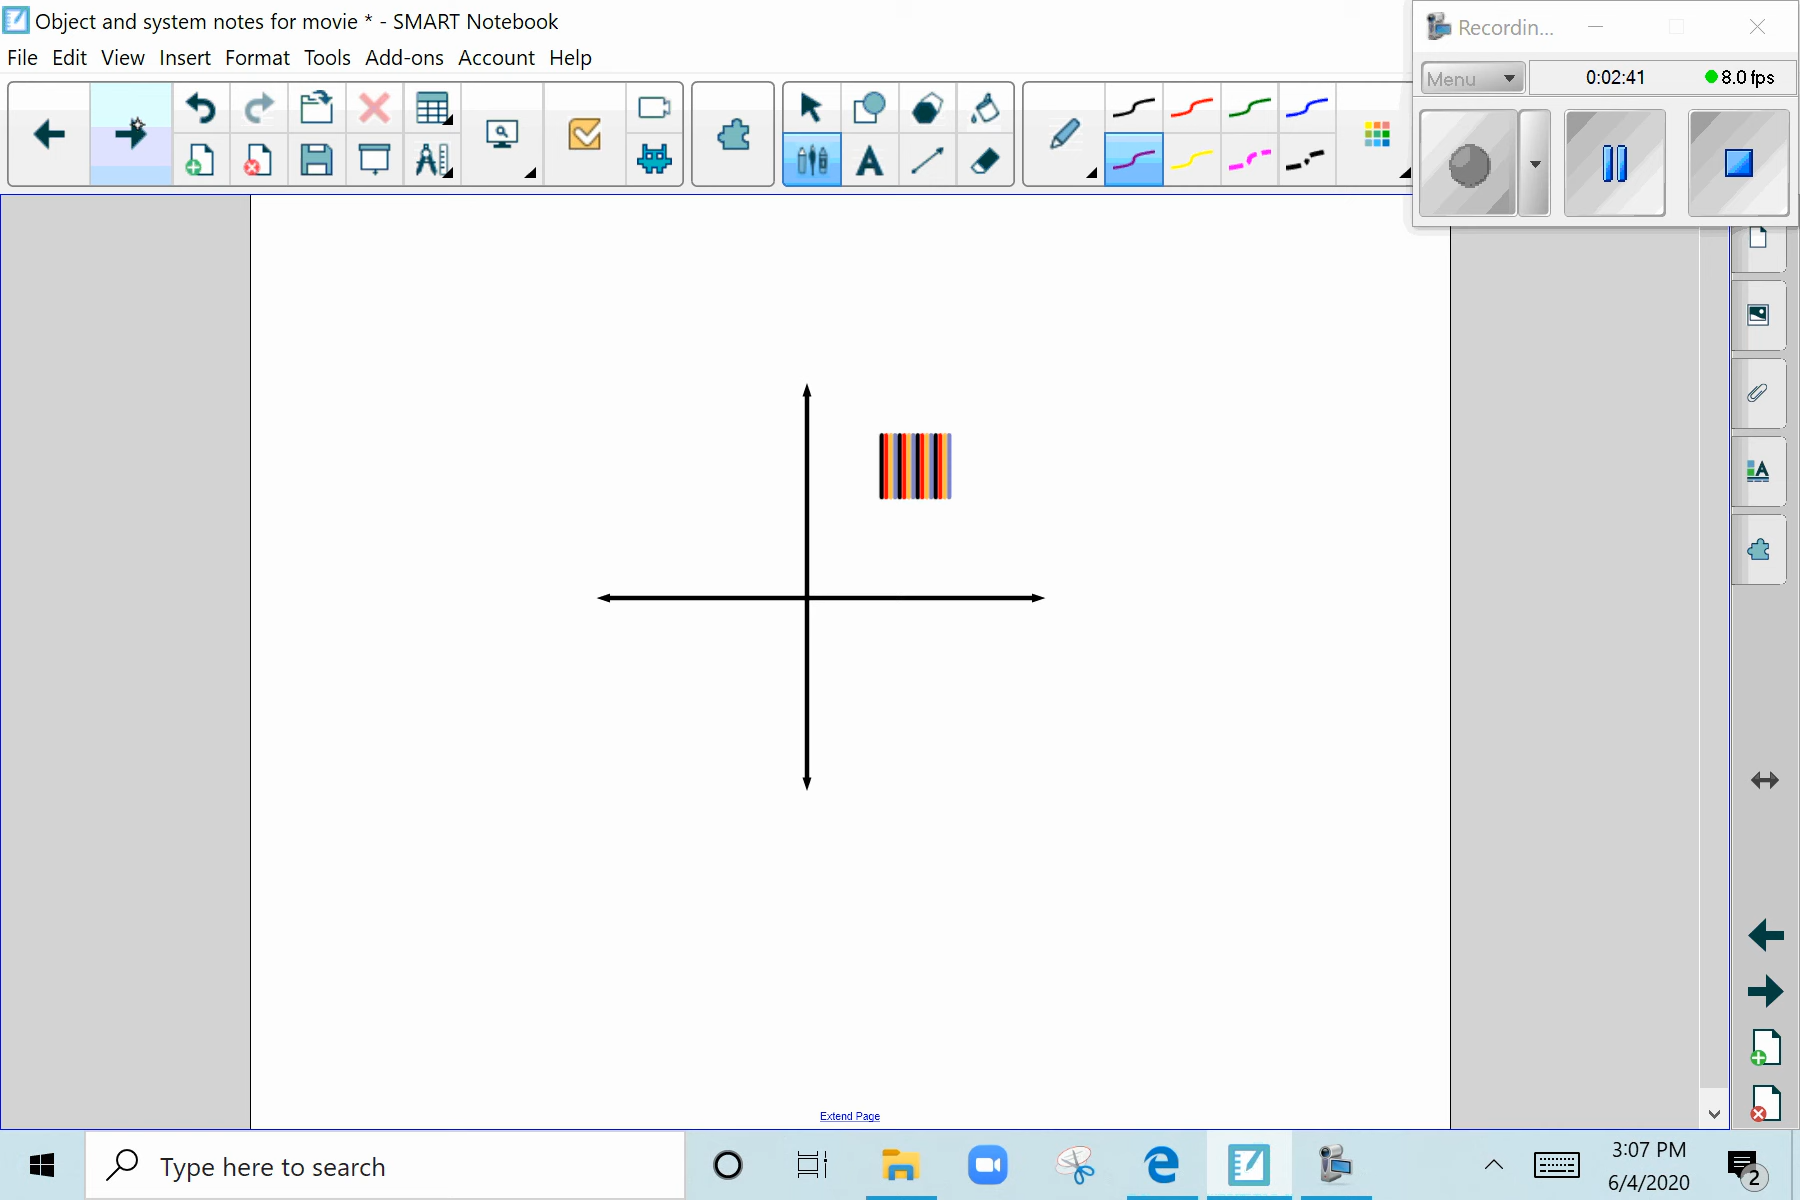 Object and system notes for movie * - SMART Notebook
File Edit View Insert Format Tools Add-ons Account Help
Recordin...
Menu
0:02:41
8.0 fps
Extend Page
Type here to search
3:07 PM
6/4/2020
2